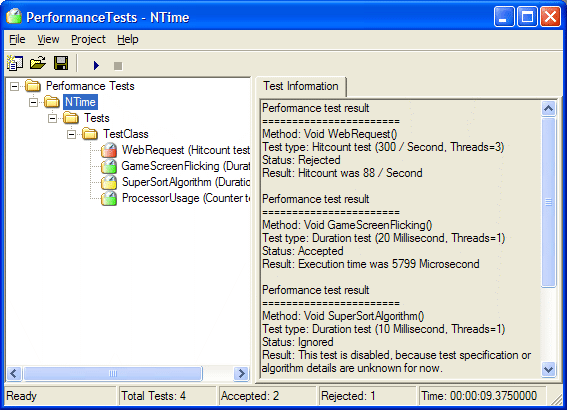 PerformanceTests - NTime
File View Project Help
Perfomance Tests
NTime
Tests
TestClass
WebRequest (Hitcount test
GameScreenFlicking (Durat
SuperSortAlgorithm (Duratio
ProcessorUsage (Counter te
Test Information
Performance test result
========================
Method: Void WebRequest()
Test type: Hitcount test (300 / Second, Threads=3)
Status: Rejected
Result: Hitcount was 88 / Second
Performance test result
========================
Method: Void GameScreenFlicking()
Test type: Duration test (20 Millisecond, Threads=1)
Status: Accepted
Result: Execution time was 5799 Microsecond
Performance test result
========================
Method: Void SuperSortAlgorithm()
Test type: Duration test (10 Millisecond, Threads=1)
Status: Ignored
Result: This test is disabled, because test specification or
algorithm details are unknown for now.
Ready Total Tests: 4 Accepted: 2 Rejected: 1 Time: 00:00:09.3750000